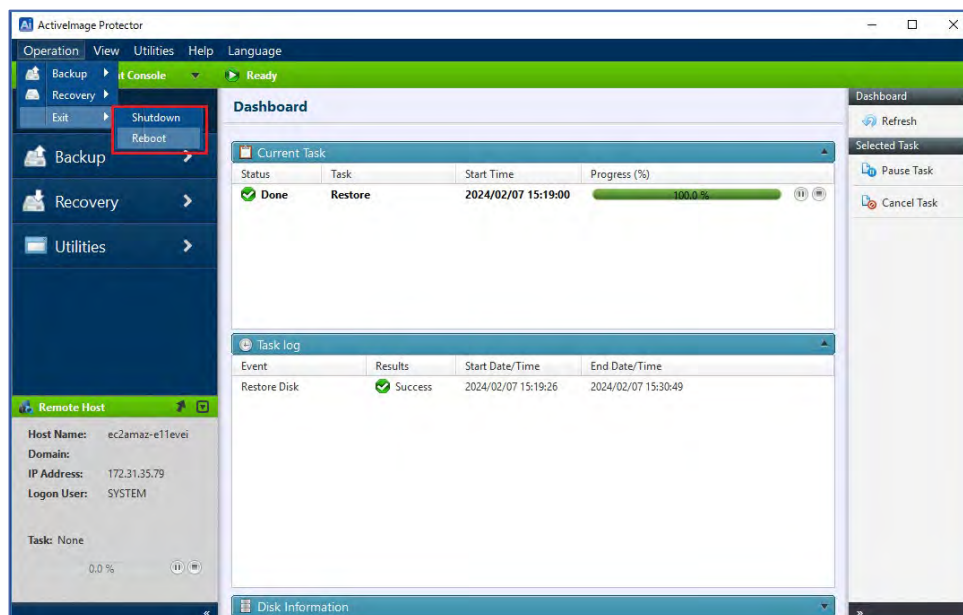 Ai ActiveImage Protector
Operation View Utilities Help Language
Backup
Recovery
Exit
Shutdown
Reboot
t Console
Ready
Backup
Recovery
Utilities
Dashboard
Current Task
Status Task Start Time Progress (%)
Done Restore 2024/02/07 15:19:00 100.0 %
Task log
Event Results Start Date/Time End Date/Time
Restore Disk Success 2024/02/07 15:19:26 2024/02/07 15:30:49
Disk Information
Dashboard
Refresh
Selected Task
Pause Task
Cancel Task
Remote Host
Host Name: ec2amaz-e11evei
Domain:
IP Address: 172.31.35.79
Logon User: SYSTEM
Task: None
0.0 %